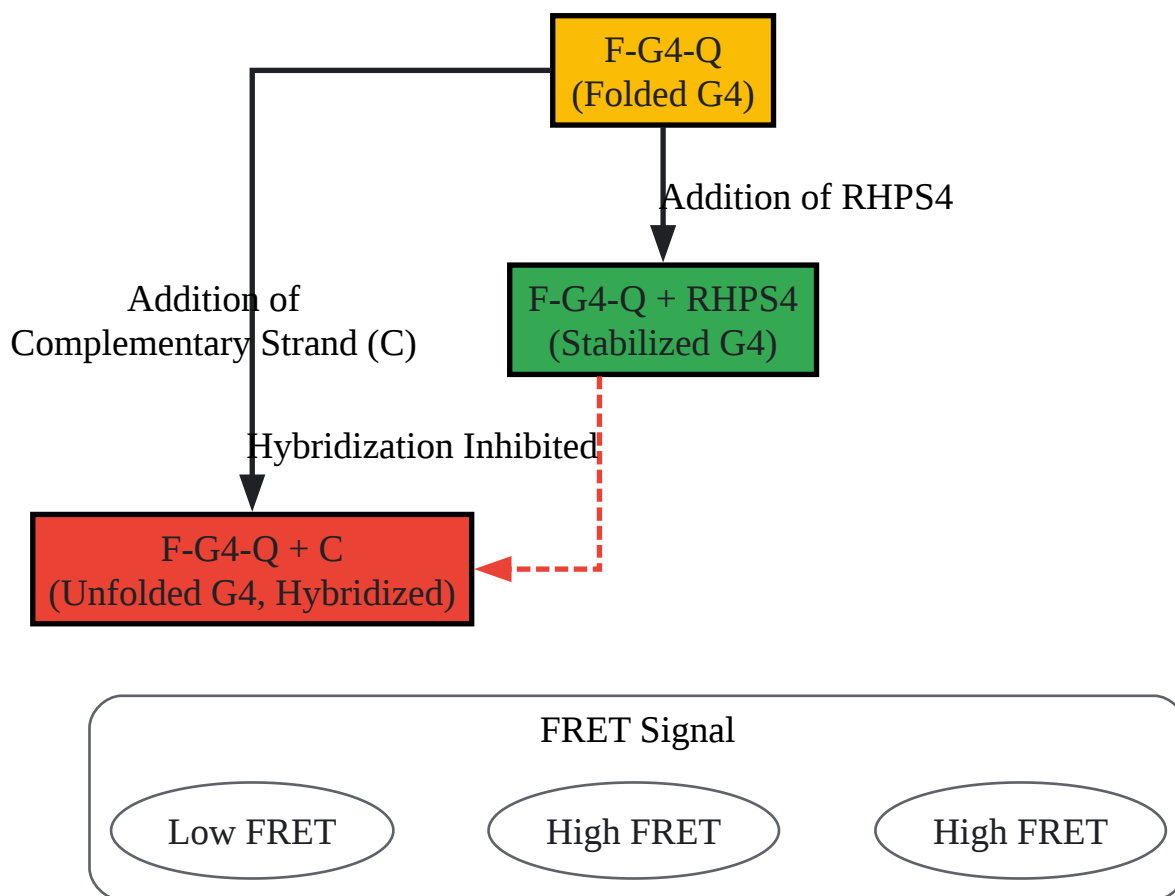 F-G4-Q
(Folded G4)
Addition of RHPS4
Addition of
Complementary Strand (C)
F-G4-Q + RHPS4
(Stabilized G4)
Hybridization Inhibited
F-G4-Q + C
(Unfolded G4, Hybridized)
FRET Signal
Low FRET
High FRET
High FRET